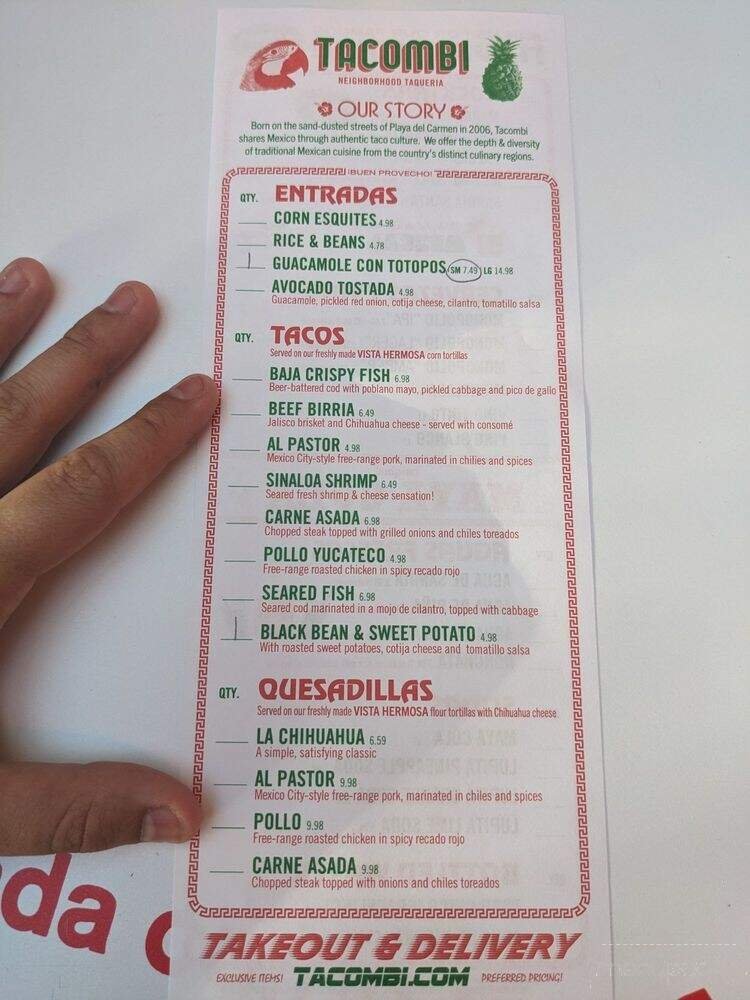 TACOMBI
NEIGHBORHOOD TAQUERIA
OUR STORY
Born on the sand-dusted streets of Playa del Carmen in 2006, Tacombi
shares Mexico through authentic taco culture. We offer the depth & diversity
of traditional Mexican cuisine from the country's distinct culinary regions.
¡BUEN PROVECHO!
QTY. ENTRADAS
CORN ESQUITES 4.98
RICE & BEANS 4.78
1 GUACAMOLE CON TOTOPOS SM 7.49 LG 14.98
AVOCADO TOSTADA 4.98
Guacamole, pickled red onion, cotija cheese, cilantro, tomatillo salsa
QTY. TACOS
Served on our freshly made VISTA HERMOSA corn tortillas
BAJA CRISPY FISH 6.98
Beer-battered cod with poblano mayo, pickled cabbage and pico de gallo
BEEF BIRRIA 6.49
Jalisco brisket and Chihuahua cheese - served with consomé
AL PASTOR 4.98
Mexico City-style free-range pork, marinated in chilies and spices
SINALOA SHRIMP 6.49
Seared fresh shrimp & cheese sensation!
CARNE ASADA 6.98
Chopped steak topped with grilled onions and chiles toreados
POLLO YUCATECO 4.98
Free-range roasted chicken in spicy recado rojo
SEARED FISH 6.98
Seared cod marinated in a mojo de cilantro, topped with cabbage
1 BLACK BEAN & SWEET POTATO 4.98
With roasted sweet potatoes, cotija cheese and tomatillo salsa
QTY. QUESADILLAS
Served on our freshly made VISTA HERMOSA flour tortillas with Chihuahua cheese
LA CHIHUAHUA 6.59
A simple, satisfying classic
AL PASTOR 9.98
Mexico City-style free-range pork, marinated in chiles and spices
POLLO 9.98
Free-range roasted chicken in spicy recado rojo
CARNE ASADA 9.98
Chopped steak topped with onions and chiles toreados
TAKEOUT & DELIVERY
EXCLUSIVE ITEMS! TACOMBI.COM PREFERRED PRICING!
da